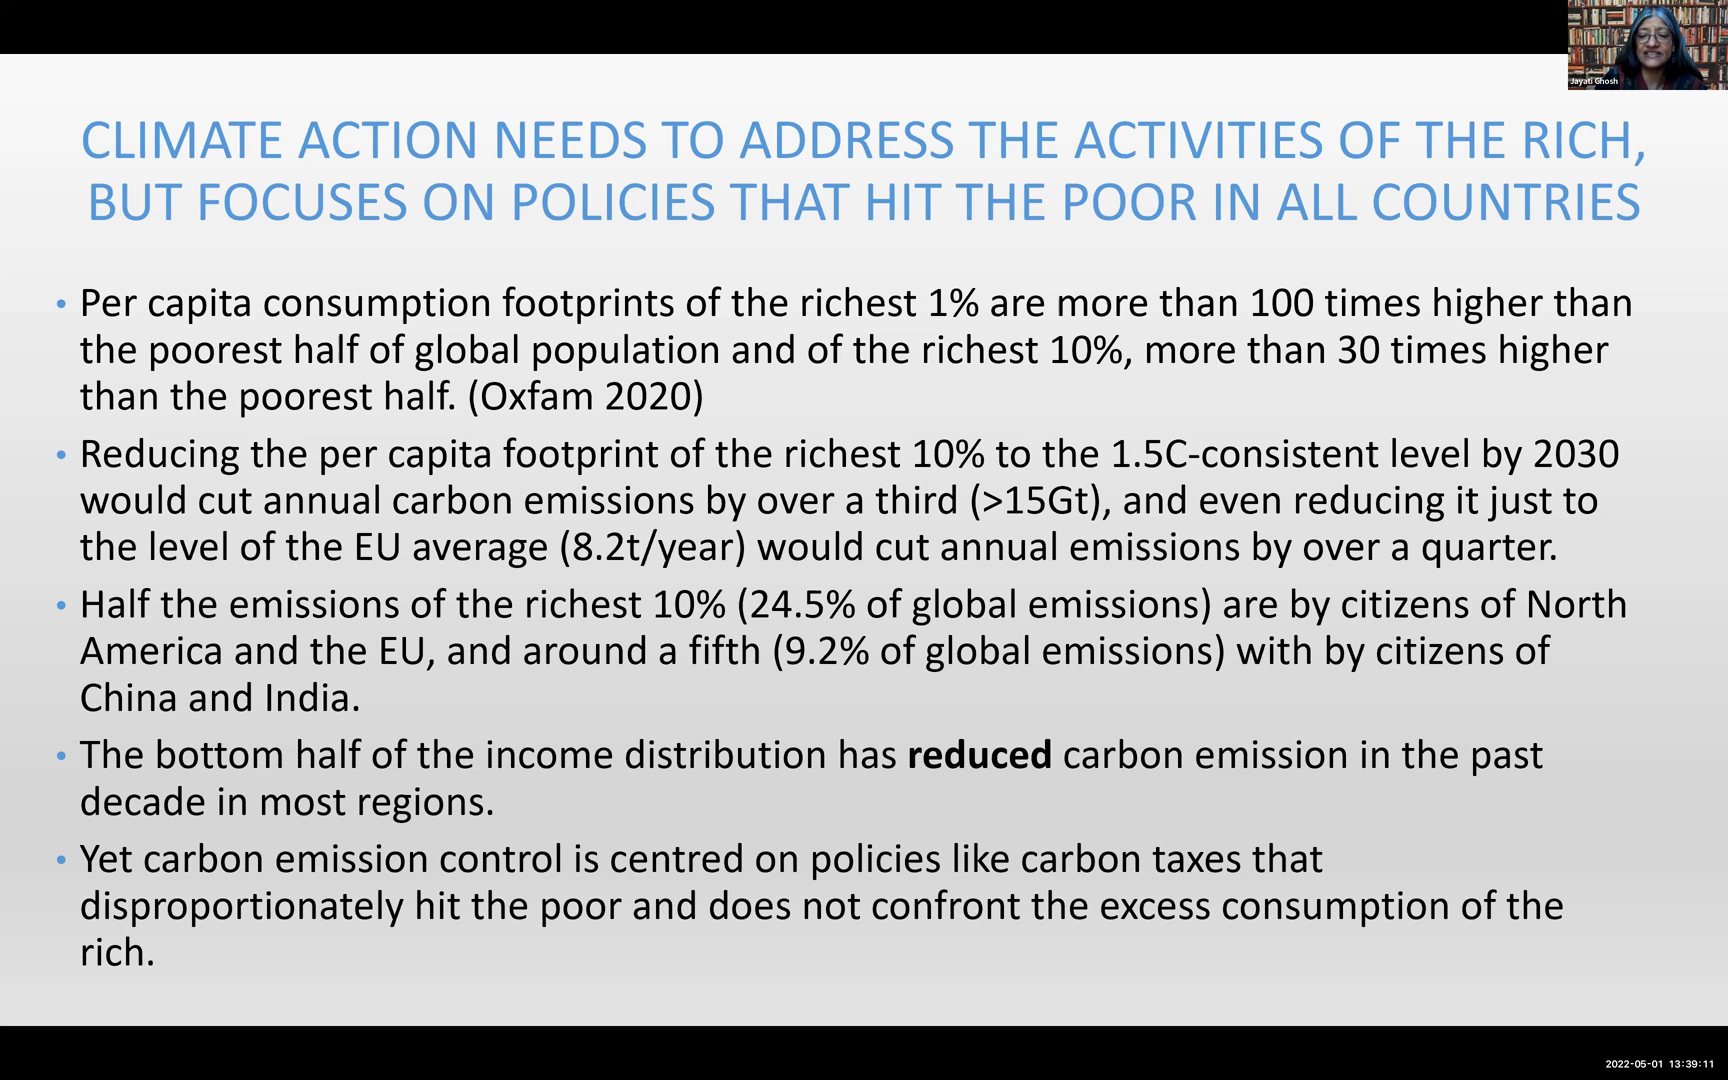 Jayati Ghosh
CLIMATE ACTION NEEDS TO ADDRESS THE ACTIVITIES OF THE RICH,
BUT FOCUSES ON POLICIES THAT HIT THE POOR IN ALL COUNTRIES
• Per capita consumption footprints of the richest 1% are more than 100 times higher than
the poorest half of global population and of the richest 10%, more than 30 times higher
than the poorest half. (Oxfam 2020)
• Reducing the per capita footprint of the richest 10% to the 1.5C-consistent level by 2030
would cut annual carbon emissions by over a third (>15Gt), and even reducing it just to
the level of the EU average (8.2t/year) would cut annual emissions by over a quarter.
• Half the emissions of the richest 10% (24.5% of global emissions) are by citizens of North
America and the EU, and around a fifth (9.2% of global emissions) with by citizens of
China and India.
• The bottom half of the income distribution has reduced carbon emission in the past
decade in most regions.
• Yet carbon emission control is centred on policies like carbon taxes that
disproportionately hit the poor and does not confront the excess consumption of the
rich.
2022-05-01 13:39:11